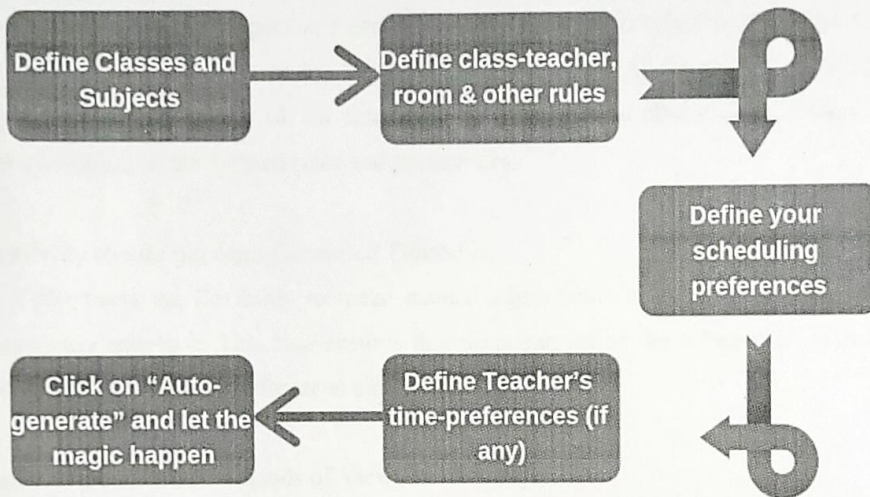 Define Classes and
Subjects
Define class-teacher,
room & other rules
Define your
scheduling
preferences
Define Teacher's
time-preferences (if
any)
Click on “Auto-
generate” and let the
magic happen